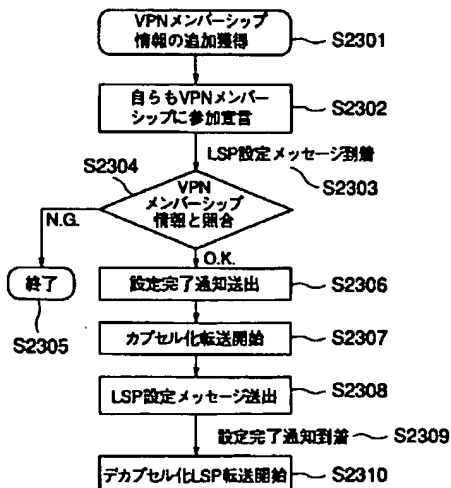 VPNメンバーシップ
情報の追加獲得
S2301
自らもVPNメンバー
シップに参加宣言
S2302
LSP設定メッセージ到着
S2303
S2304
VPN
メンバーシップ
情報と照合
N.G.
O.K.
終了
S2305
設定完了通知送出
S2306
カプセル化転送開始
S2307
LSP設定メッセージ送出
S2308
設定完了通知到着
S2309
デカプセル化LSP転送開始
S2310